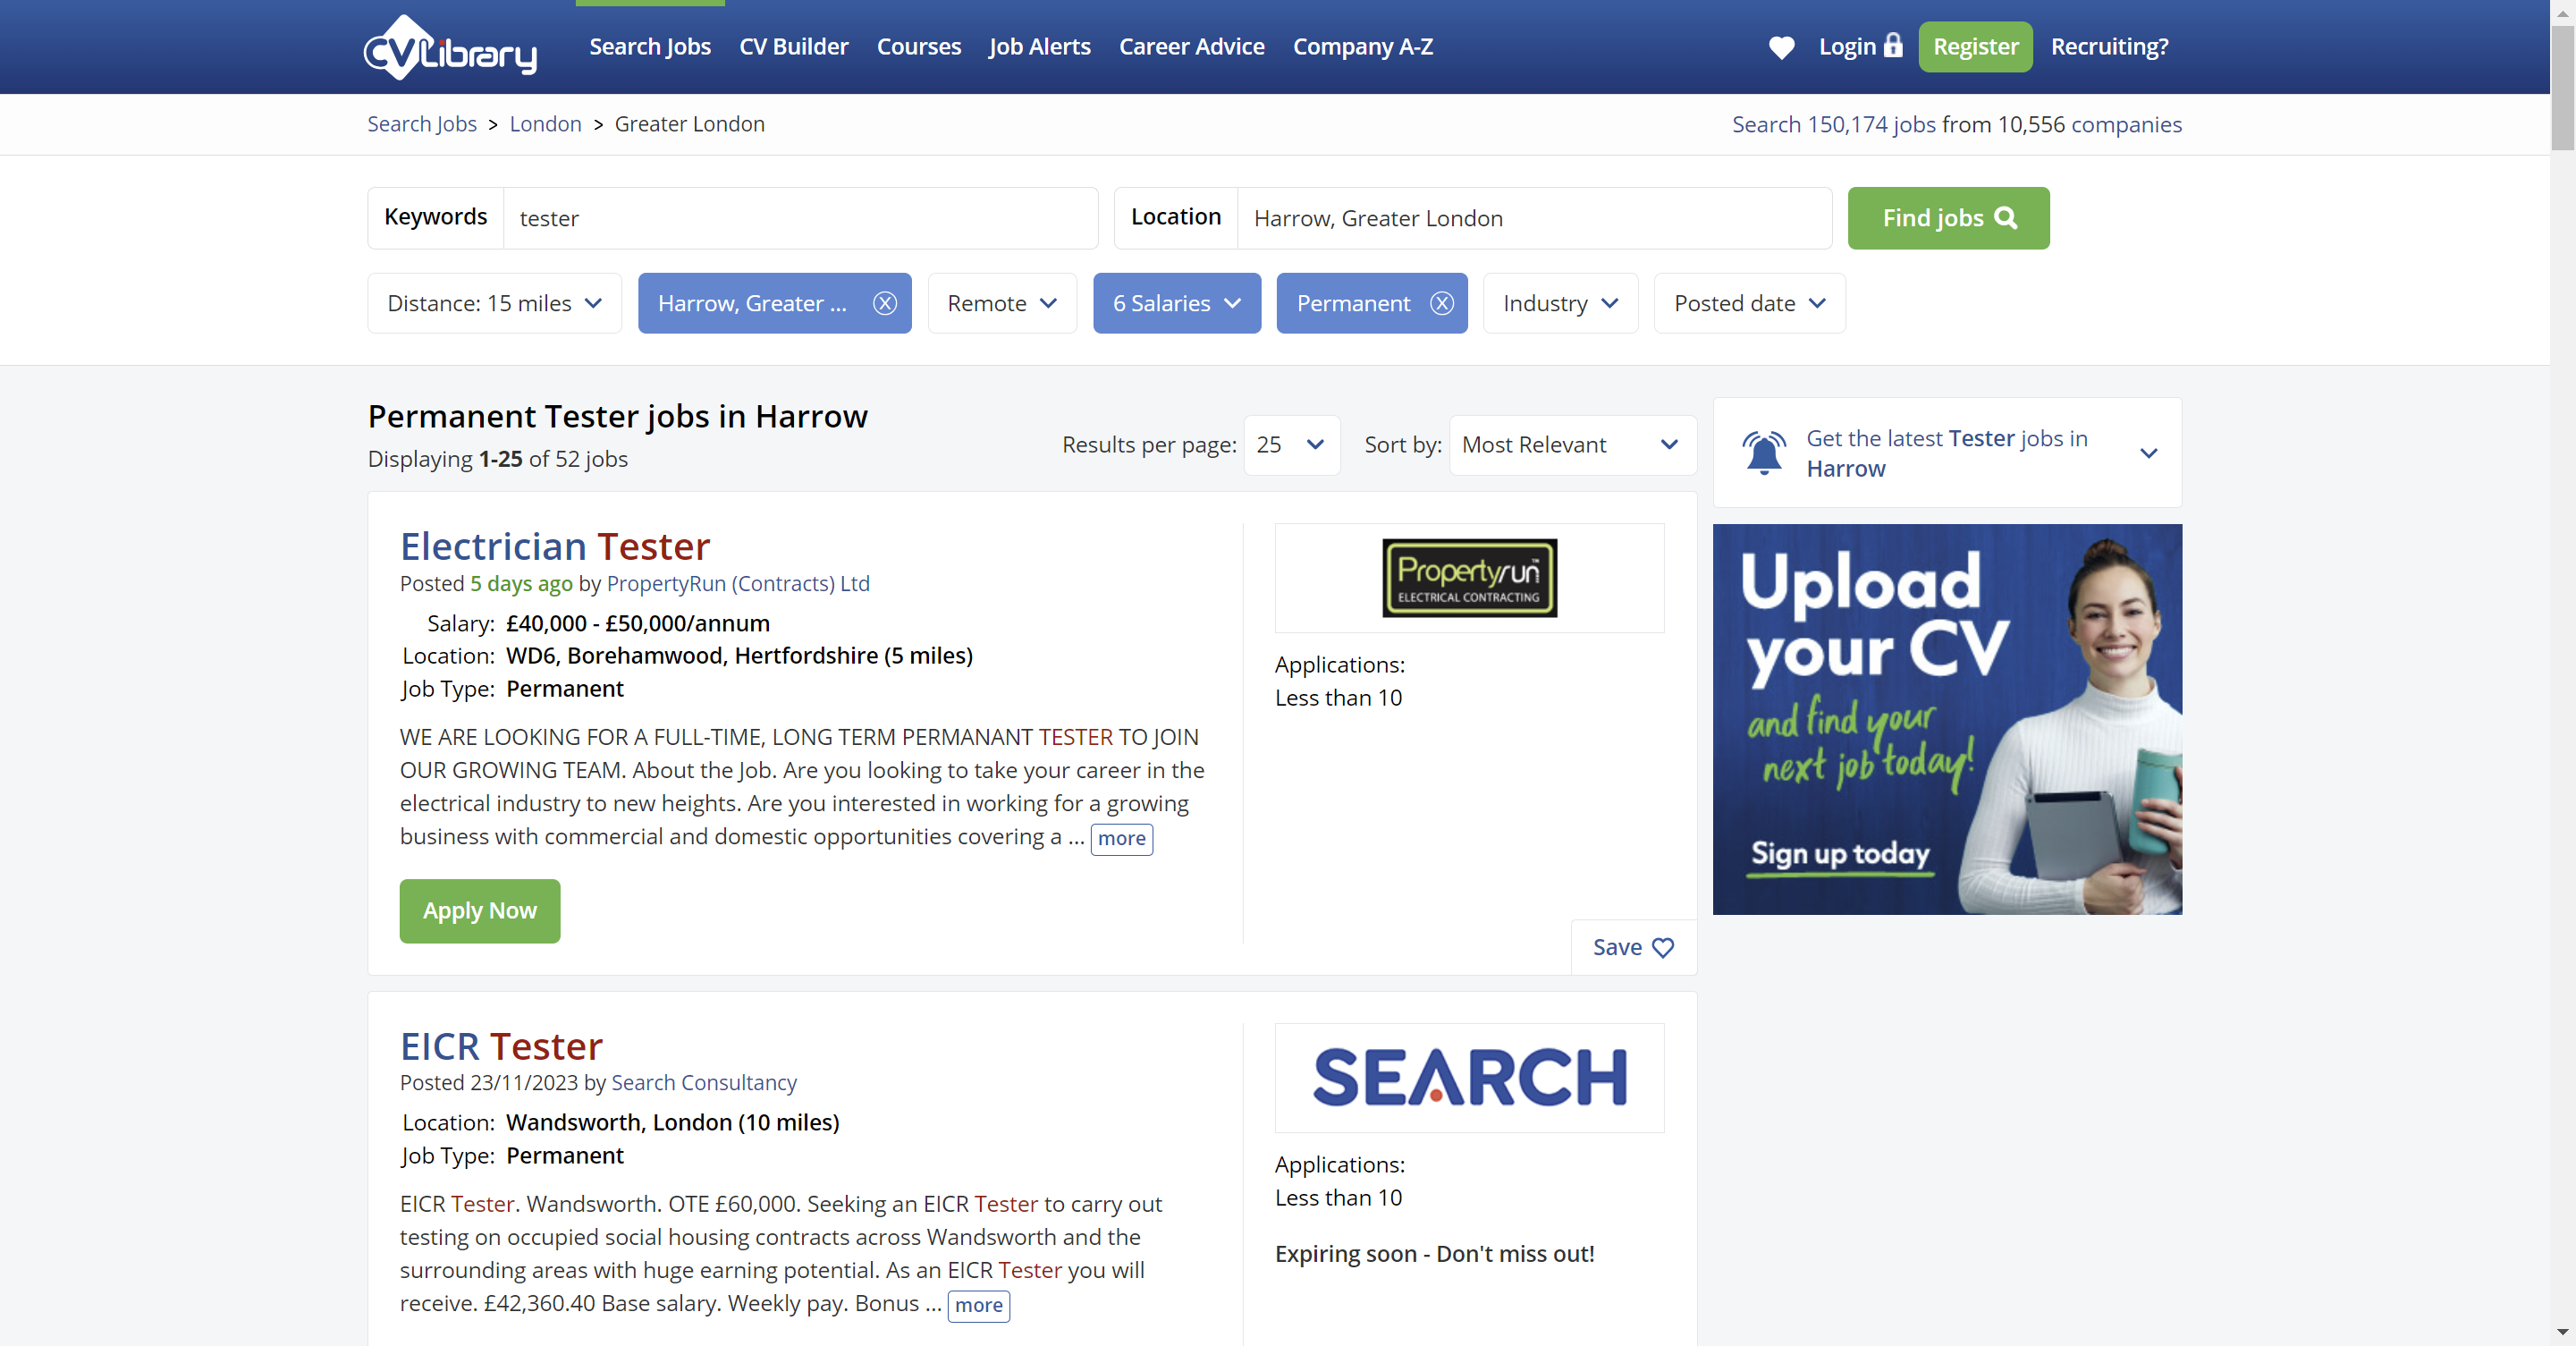 CVLibrary
Search Jobs
CV Builder
Courses
Job Alerts
Career Advice
Company A-Z
Login
Register
Recruiting?
Search Jobs > London > Greater London
Search 150,174 jobs from 10,556 companies
Keywords
tester
Location
Harrow, Greater London
Find jobs
Distance: 15 miles
Harrow, Greater ...
Remote
6 Salaries
Permanent
Industry
Posted date
Permanent Tester jobs in Harrow
Displaying 1-25 of 52 jobs
Results per page: 25
Sort by: Most Relevant
Get the latest Tester jobs in
Harrow
Electrician Tester
Posted 5 days ago by PropertyRun (Contracts) Ltd
Salary: £40,000 - £50,000/annum
Location: WD6, Borehamwood, Hertfordshire (5 miles)
Job Type: Permanent
WE ARE LOOKING FOR A FULL-TIME, LONG TERM PERMANANT TESTER TO JOIN
OUR GROWING TEAM. About the Job. Are you looking to take your career in the
electrical industry to new heights. Are you interested in working for a growing
business with commercial and domestic opportunities covering a ... more
Apply Now
Propertyrun™
ELECTRICAL CONTRACTING
Applications:
Less than 10
Save
Upload
your CV
and find your
next job today!
Sign up today
EICR Tester
Posted 23/11/2023 by Search Consultancy
Location: Wandsworth, London (10 miles)
Job Type: Permanent
EICR Tester. Wandsworth. OTE £60,000. Seeking an EICR Tester to carry out
testing on occupied social housing contracts across Wandsworth and the
surrounding areas with huge earning potential. As an EICR Tester you will
receive. £42,360.40 Base salary. Weekly pay. Bonus ... more
SEARCH
Applications:
Less than 10
Expiring soon - Don't miss out!